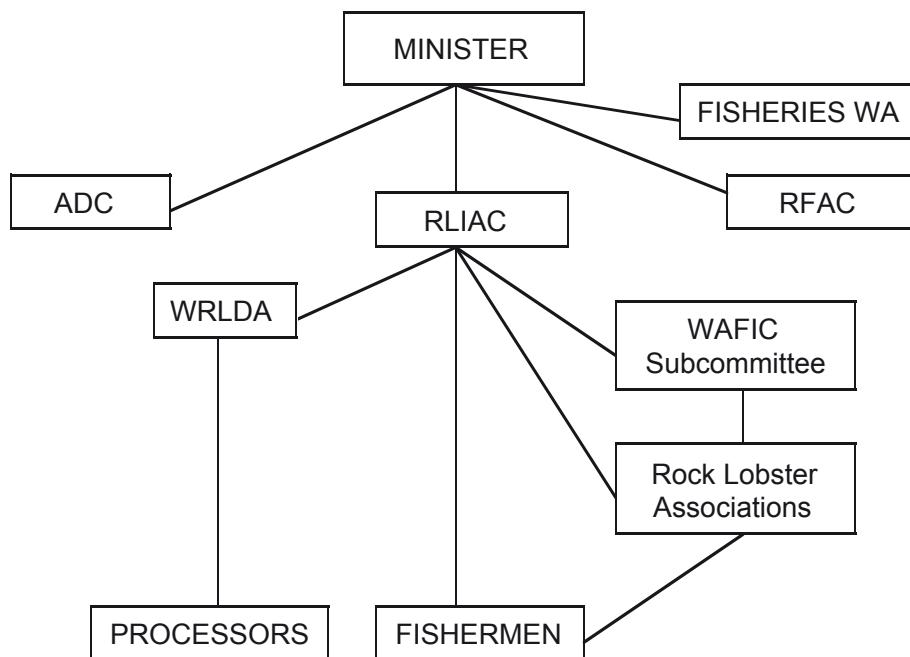 MINISTER
FISHERIES WA
ADC
RLIAC
RFAC
WRLDA
WAFIC
Subcommittee
Rock Lobster
Associations
PROCESSORS
FISHERMEN